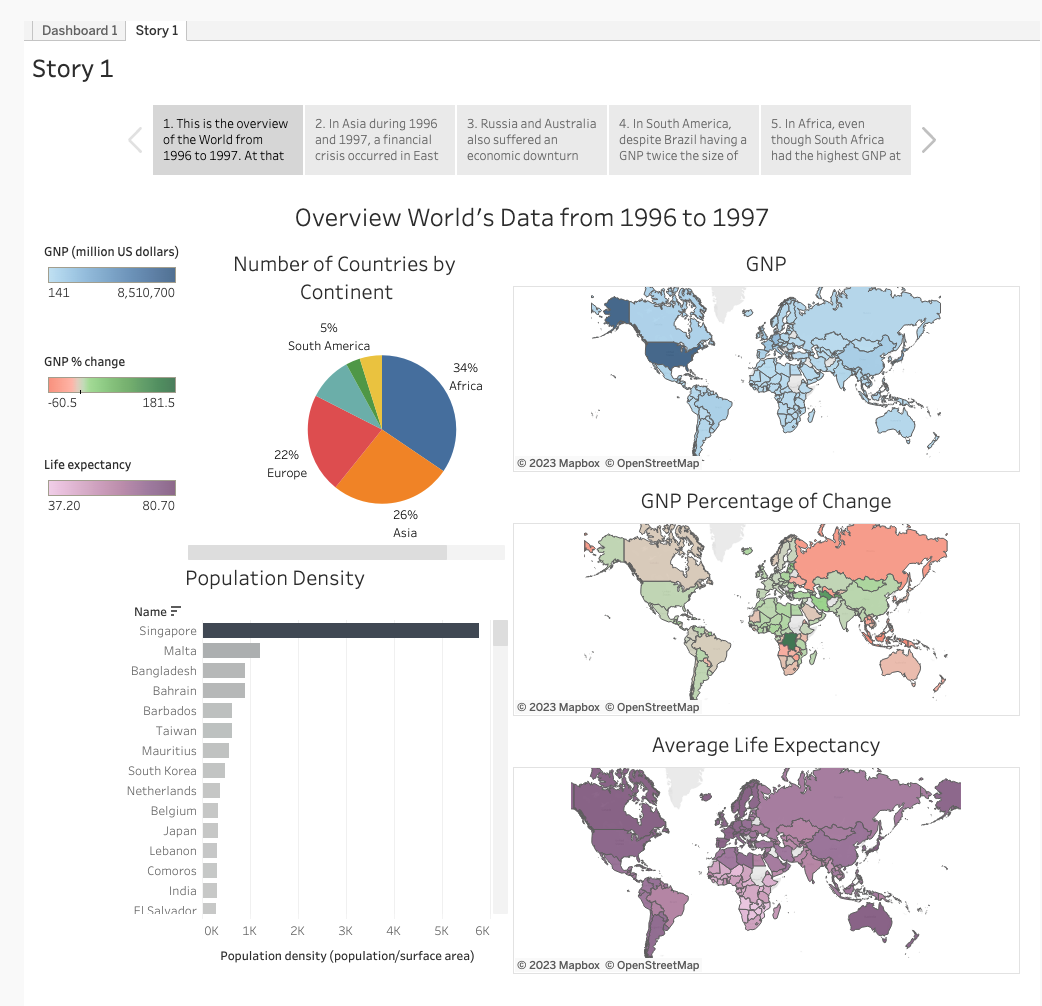 Dashboard 1
Story 1
Story 1
1. This is the overview
of the World from
1996 to 1997. At that
2. In Asia during 1996
and 1997, a financial
crisis occurred in East
3. Russia and Australia
also suffered an
economic downturn
4. In South America,
despite Brazil having a
GNP twice the size of
5. In Africa, even
though South Africa
had the highest GNP at
Overview World's Data from 1996 to 1997
GNP (million US dollars)
141
8,510,700
GNP % change
-60.5
181.5
Life expectancy
37.20
80.70
Number of Countries by
Continent
5%
South America
34%
Africa
22%
Europe
26%
Asia
GNP
© 2023 Mapbox © OpenStreetMap
GNP Percentage of Change
© 2023 Mapbox © OpenStreetMap
Average Life Expectancy
© 2023 Mapbox © OpenStreetMap
Population Density
Name
Singapore
Malta
Bangladesh
Bahrain
Barbados
Taiwan
Mauritius
South Korea
Netherlands
Belgium
Japan
Lebanon
Comoros
India
El Salvador
0K 1K 2K 3K 4K 5K 6K
Population density (population/surface area)